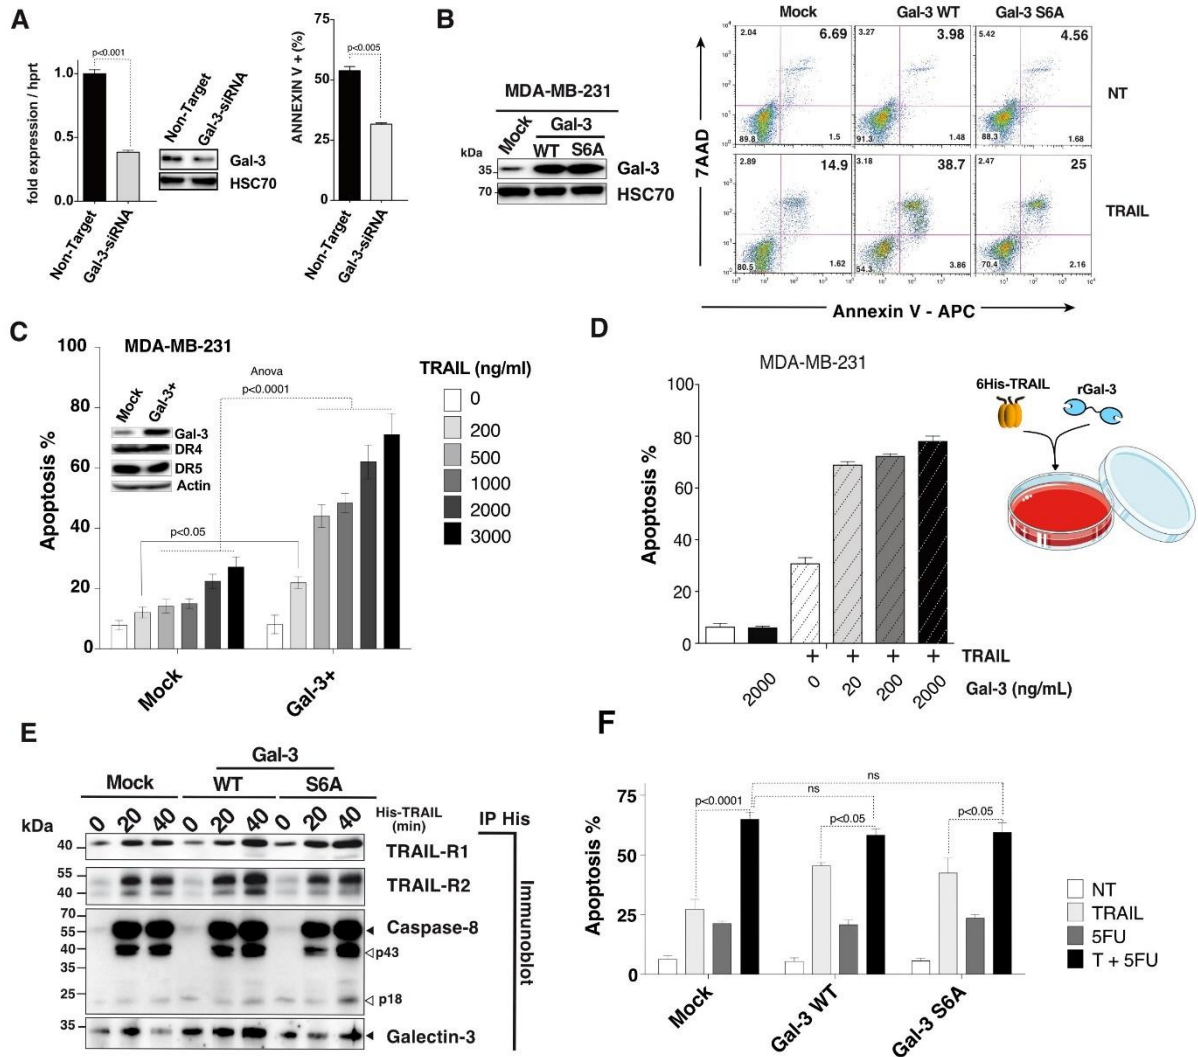 A
fold expression / hprt
1.0
0.5
0.0
p<0.001
Non-Target
Gal-3-siRNA
Non-Target
Gal-3-siRNA
Gal-3
HSC70
ANNEXIN V + (%)
75
50
25
0
p<0.005
Non-Target
Gal-3-siRNA
B
MDA-MB-231
Mock
Gal-3
WT S6A
kDa
35
70
Gal-3
HSC70
Mock Gal-3 WT Gal-3 S6A
2.04 6.69 3.27 3.98 5.42 4.56
89.8 1.5 91.3 1.48 88.3 1.68
NT
2.89 14.9 3.18 38.7 2.47 25
80.5 1.62 54.3 3.86 70.4 2.16
TRAIL
7AAD
Annexin V - APC
C
MDA-MB-231
Apoptosis %
100
80
60
40
20
0
Mock
Gal-3+
Gal-3
DR4
DR5
Actin
Anova
p<0.0001
p<0.05
Mock
Gal-3+
TRAIL (ng/ml)
0
200
500
1000
2000
3000
D
MDA-MB-231
Apoptosis %
100
80
60
40
20
0
+ + + + TRAIL
2000 0 20 200 2000 Gal-3 (ng/mL)
6His-TRAIL
rGal-3
E
Gal-3
Mock WT S6A
kDa
0 20 40 0 20 40 0 20 40 His-TRAIL (min)
IP His
40 TRAIL-R1
55
40
TRAIL-R2
70
55
40
35
25
Caspase-8
p43
p18
35 Galectin-3
Immunoblot
F
Apoptosis %
75
50
25
0
ns
ns
p<0.0001
p<0.05
p<0.05
Mock
Gal-3 WT
Gal-3 S6A
NT
TRAIL
5FU
T + 5FU